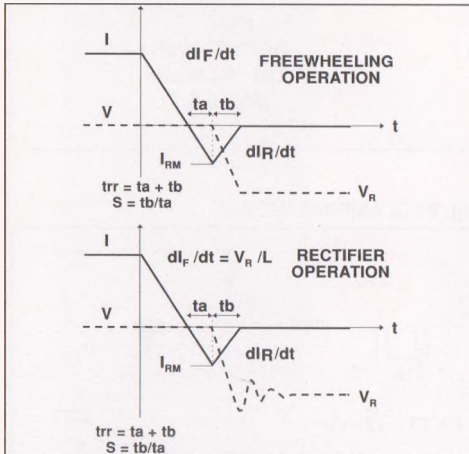 I
dIF/dt
FREEWHEELING
OPERATION
V
ta tb
t
IRM
dIR/dt
trr = ta + tb
S = tb/ta
VR
I
dIF/dt = VR/L
RECTIFIER
OPERATION
V
ta tb
t
IRM
dIR/dt
VR
trr = ta + tb
S = tb/ta